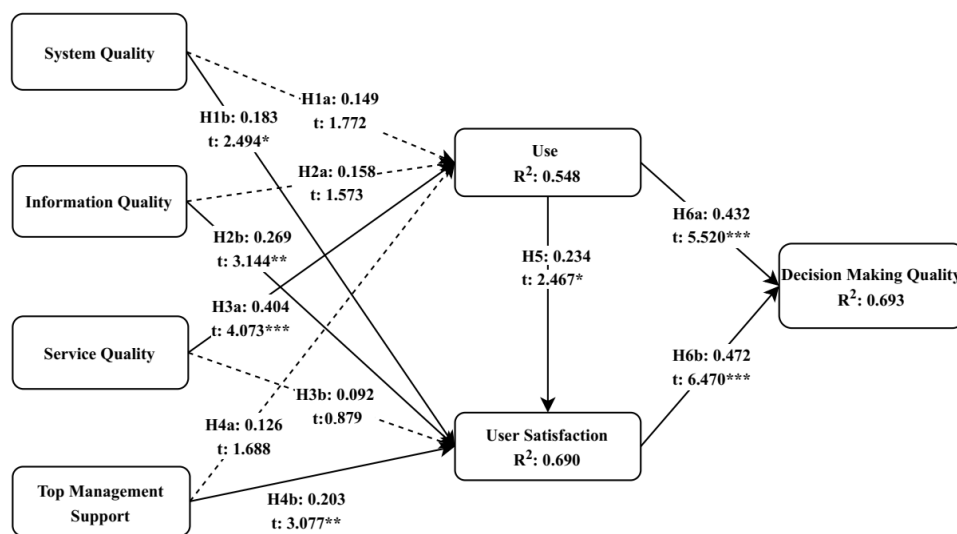 System Quality
H1a: 0.149
t: 1.772
H1b: 0.183
t: 2.494*
Use
R²: 0.548
H2a: 0.158
t: 1.573
Information Quality
H2b: 0.269
t: 3.144**
H6a: 0.432
t: 5.520***
H5: 0.234
t: 2.467*
Decision Making Quality
R²: 0.693
H3a: 0.404
t: 4.073***
Service Quality
H3b: 0.092
t:0.879
H6b: 0.472
t: 6.470***
H4a: 0.126
t: 1.688
User Satisfaction
R²: 0.690
Top Management
Support
H4b: 0.203
t: 3.077**